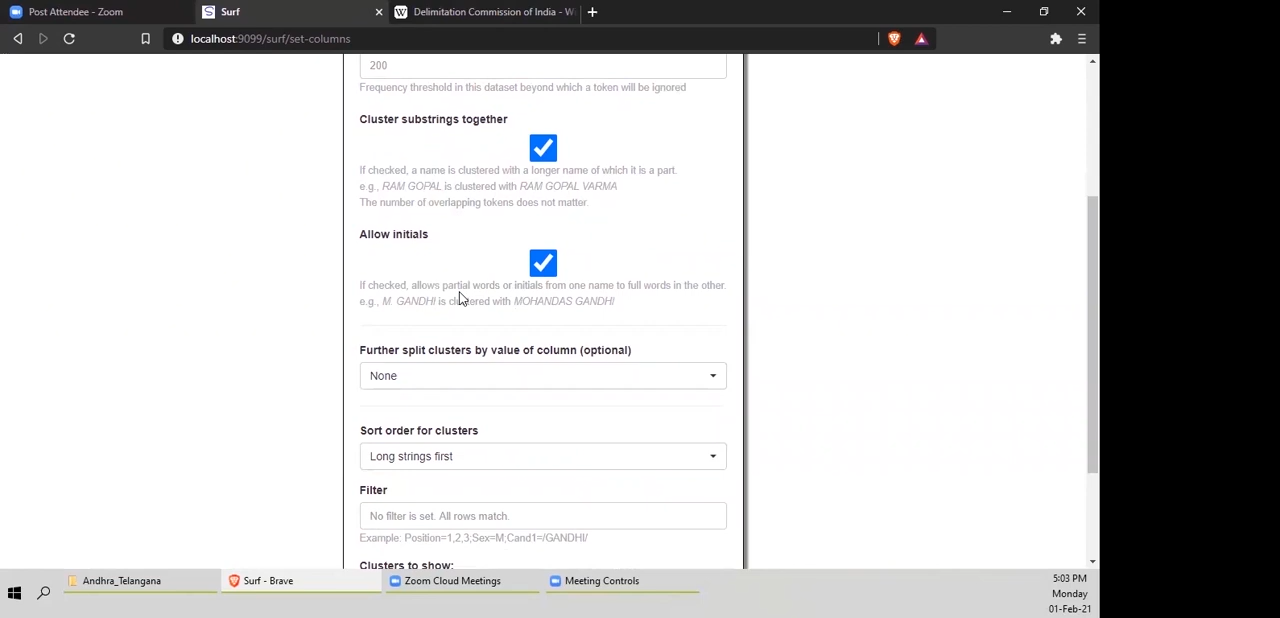 Post Attendee - Zoom
Surf
Delimitation Commission of India - Wi
localhost:9099/surf/set-columns
200
Frequency threshold in this dataset beyond which a token will be ignored
Cluster substrings together
If checked, a name is clustered with a longer name of which it is a part.
e.g., RAM GOPAL is clustered with RAM GOPAL VARMA
The number of overlapping tokens does not matter.
Allow initials
If checked, allows partial words or initials from one name to full words in the other.
e.g., M. GANDHI is clustered with MOHANDAS GANDHI
Further split clusters by value of column (optional)
None
Sort order for clusters
Long strings first
Filter
No filter is set. All rows match.
Example: Position=1,2,3;Sex=M;Cand1=/GANDHI/
Clusters to show:
Andhra_Telangana
Surf - Brave
Zoom Cloud Meetings
Meeting Controls
5:03 PM
Monday
01-Feb-21